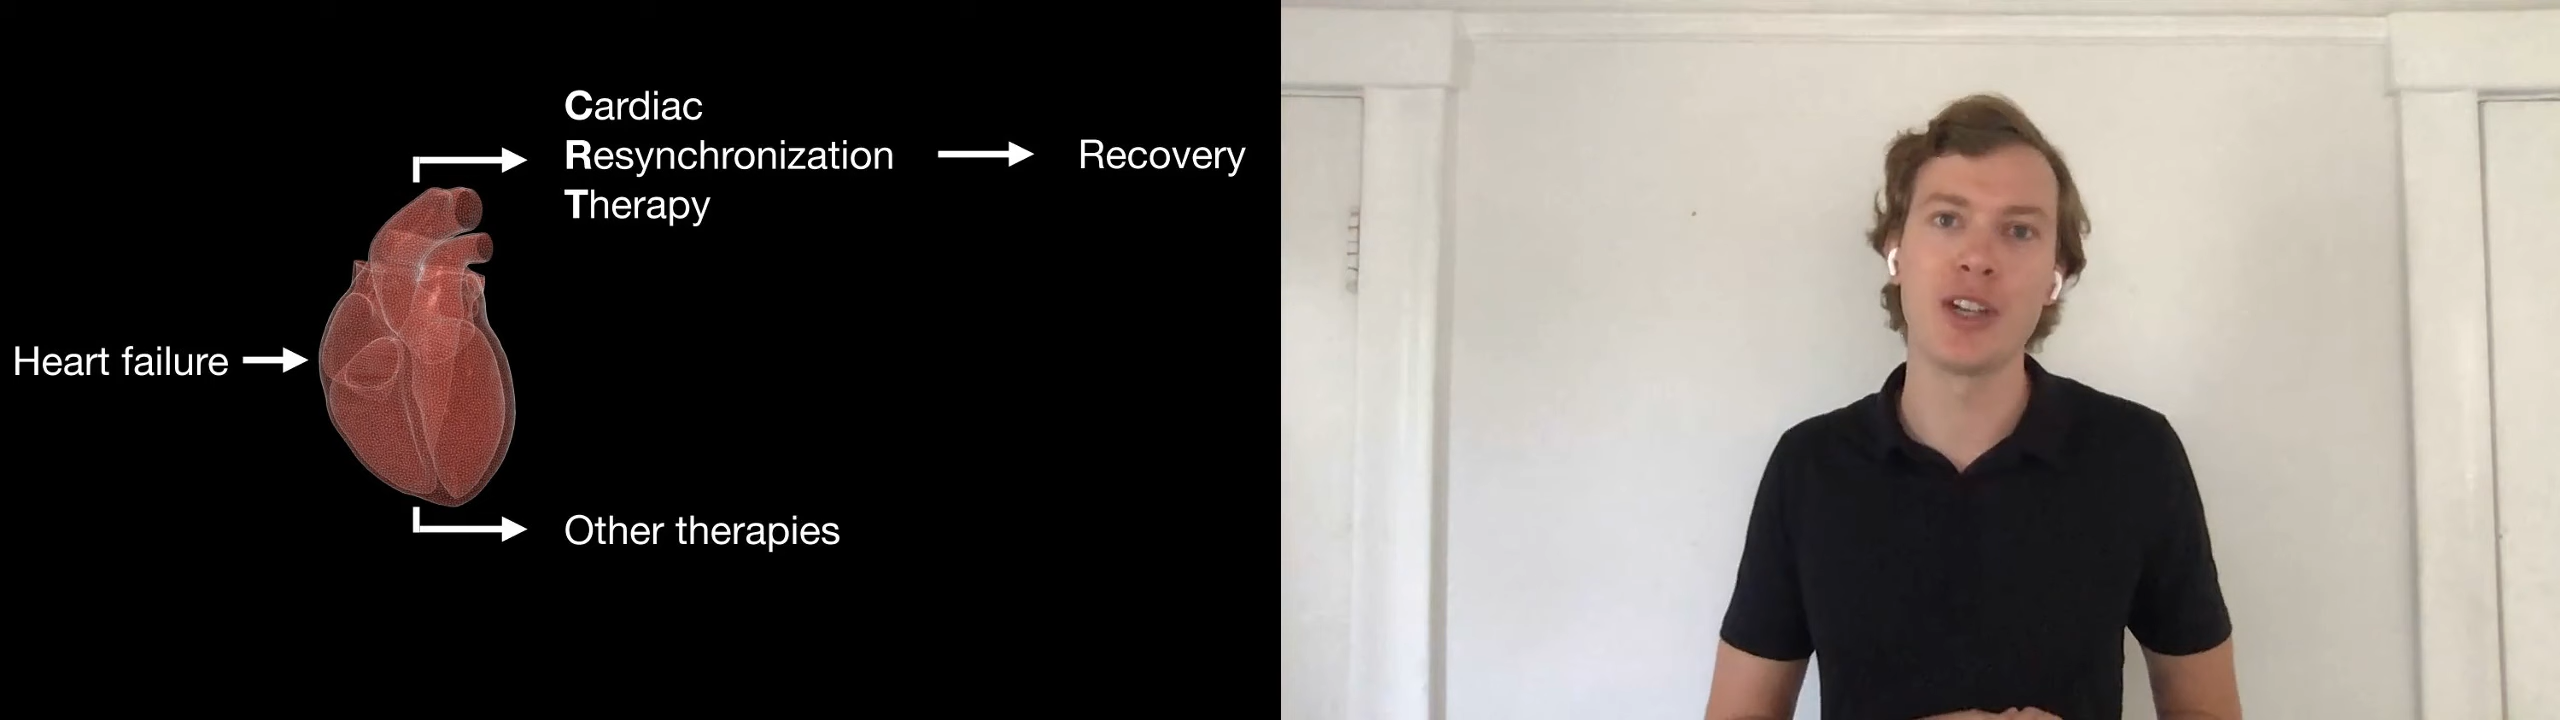 Cardiac
Resynchronization
Therapy
Recovery
Heart failure
Other therapies